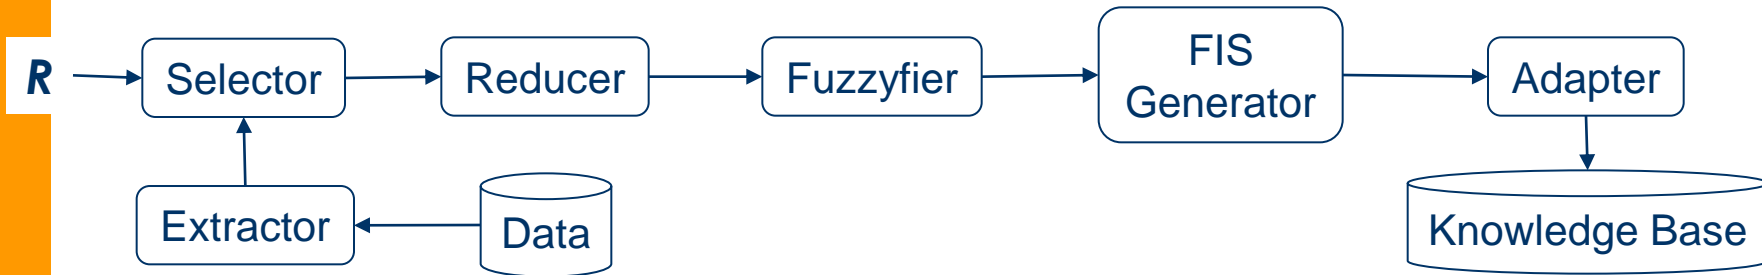 R
Selector
Reducer
Fuzzyfier
FIS
Generator
Adapter
Extractor
Data
Knowledge Base